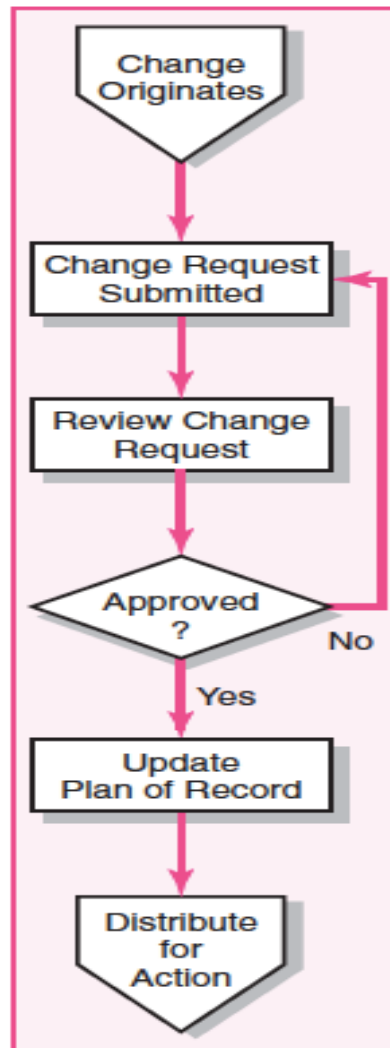 Change
Originates
Change Request
Submitted
Review Change
Request
Approved
?
No
Yes
Update
Plan of Record
Distribute
for
Action